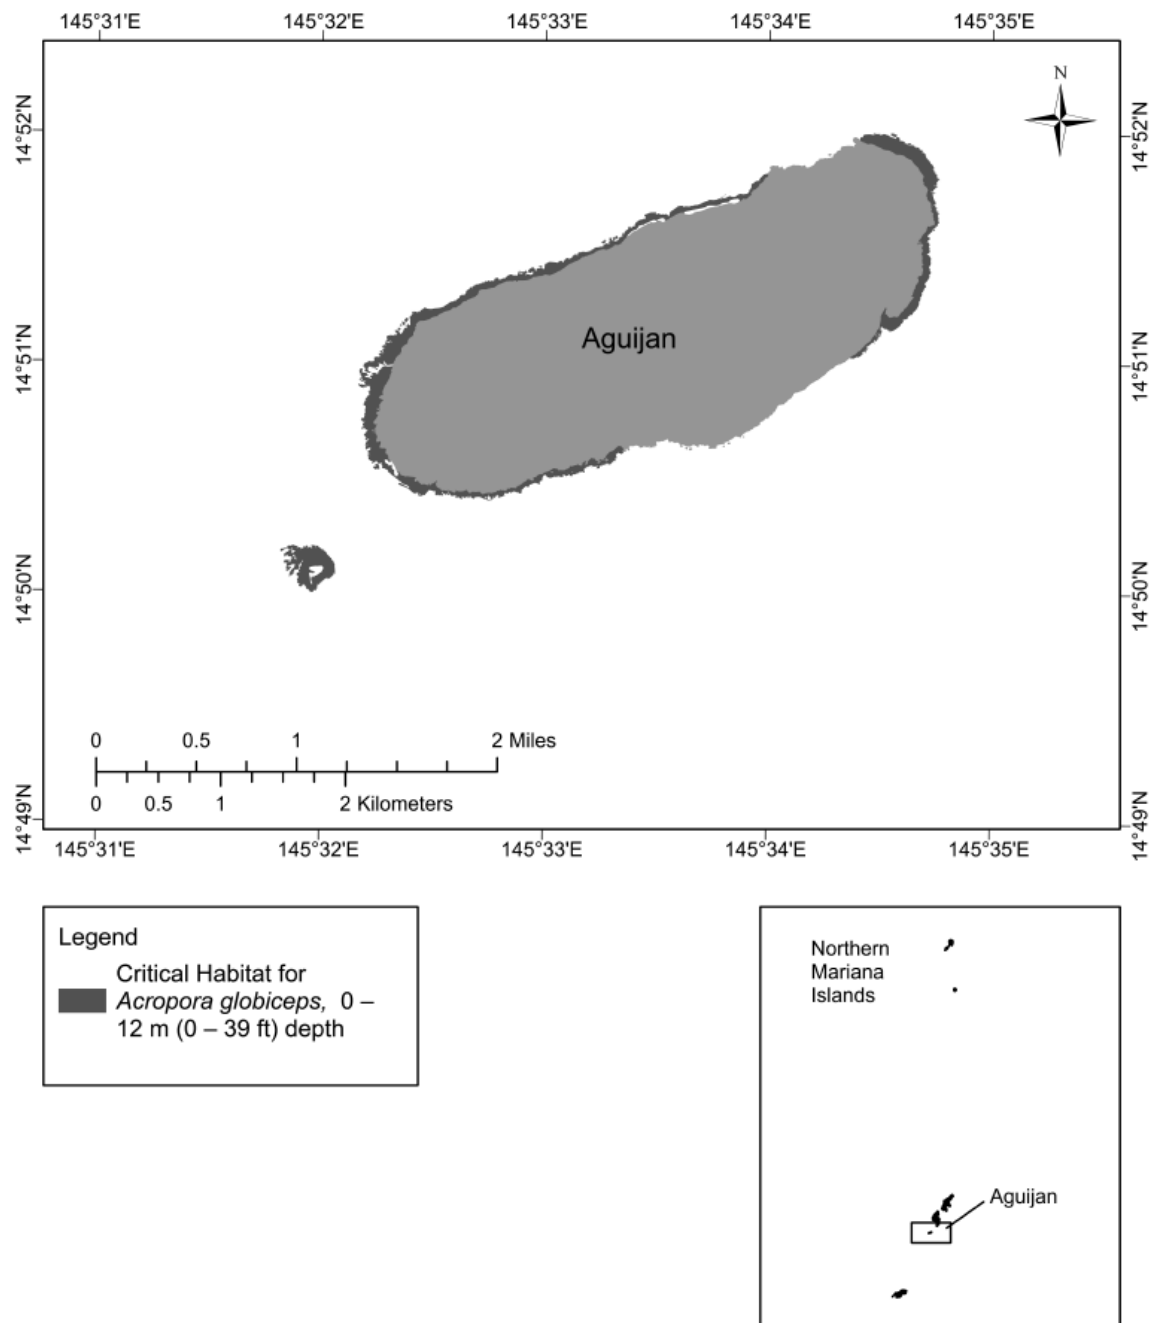 145°31'E 145°32'E 145°33'E 145°34'E 145°35'E
N
14°52'N
14°52'N
Aguijan
14°51'N
14°51'N
14°50'N
14°50'N
0 0.5 1 2 Miles
0 0.5 1 2 Kilometers
14°49'N
14°49'N
145°31'E 145°32'E 145°33'E 145°34'E 145°35'E
Legend
Critical Habitat for
Acropora globiceps, 0 –
12 m (0 – 39 ft) depth
Northern
Mariana
Islands
Aguijan